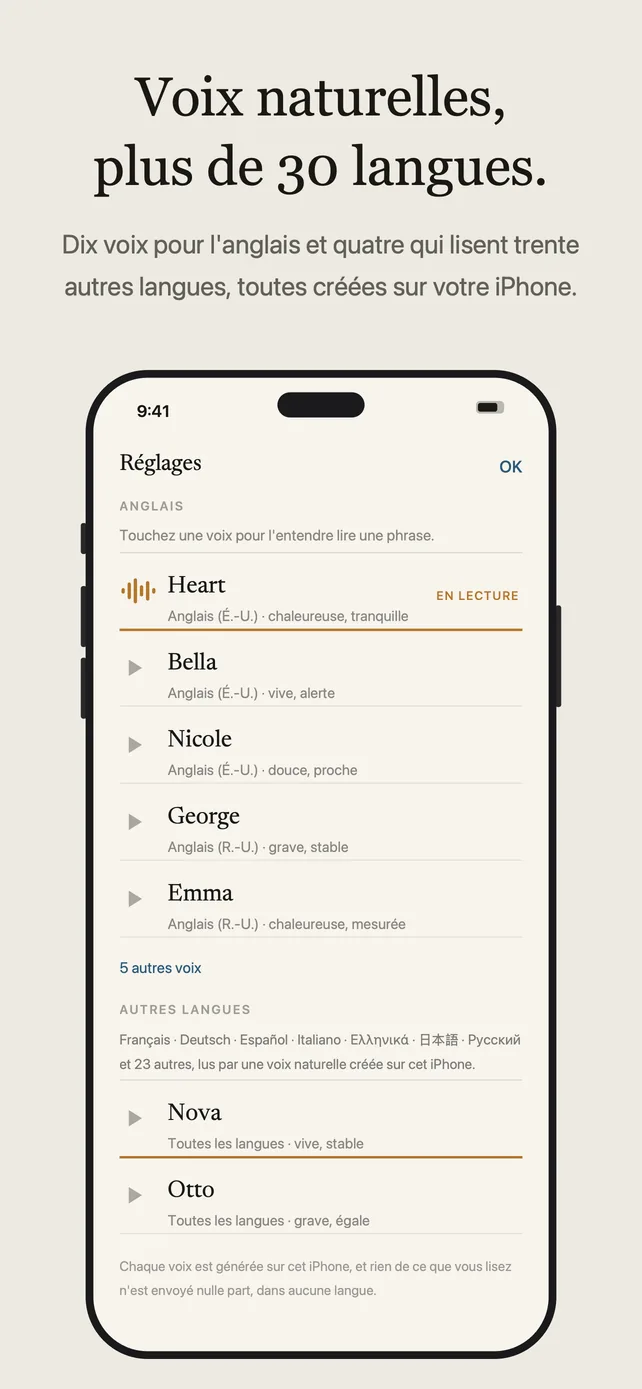 Voix naturelles,
plus de 30 langues.
Dix voix pour l'anglais et quatre qui lisent trente
autres langues, toutes créées sur votre iPhone.
9:41
Réglages
OK
ANGLAIS
Touchez une voix pour l'entendre lire une phrase.
Heart
EN LECTURE
Anglais (É.-U.) · chaleureuse, tranquille
Bella
Anglais (É.-U.) · vive, alerte
Nicole
Anglais (É.-U.) · douce, proche
George
Anglais (R.-U.) · grave, stable
Emma
Anglais (R.-U.) · chaleureuse, mesurée
5 autres voix
AUTRES LANGUES
Français · Deutsch · Español · Italiano · Ελληνικά · 日本語 · Русский
et 23 autres, lus par une voix naturelle créée sur cet iPhone.
Nova
Toutes les langues · vive, stable
Otto
Toutes les langues · grave, égale
Chaque voix est générée sur cet iPhone, et rien de ce que vous lisez
n'est envoyé nulle part, dans aucune langue.